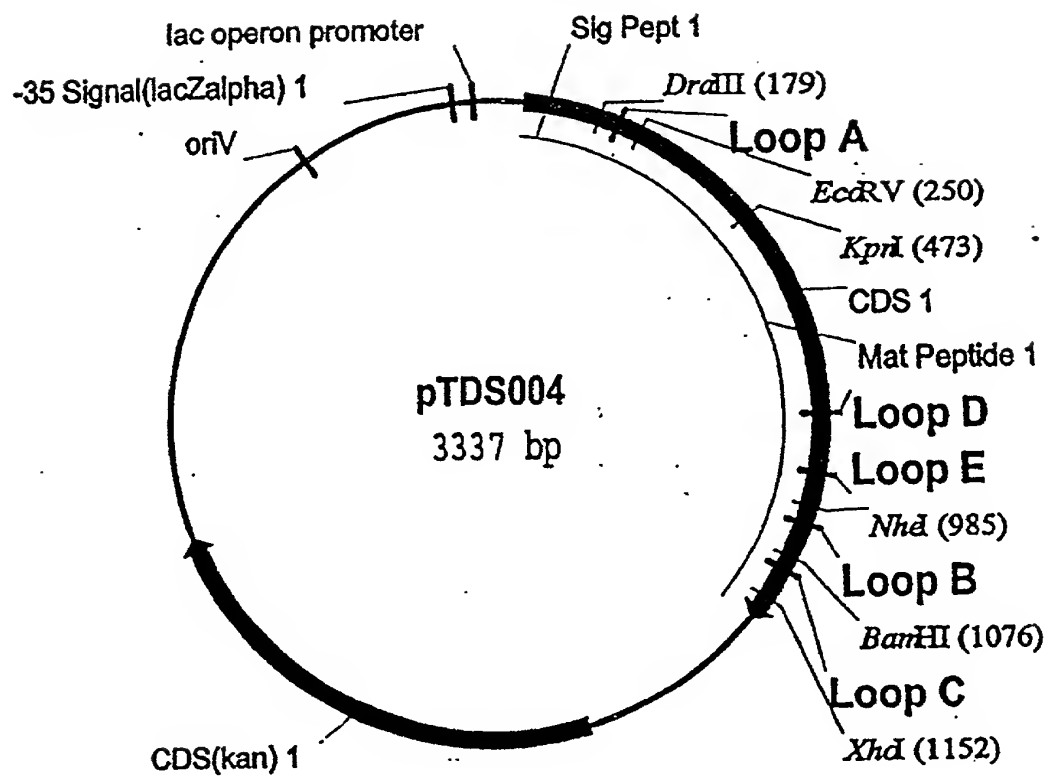 lac operon promoter
Sig Pept 1
-35 Signal(lacZalpha) 1
DrdIII (179)
Loop A
oriV
EcoRV (250)
KpnI (473)
CDS 1
Mat Peptide 1
pTDS004
3337 bp
Loop D
Loop E
NheI (985)
Loop B
BamHI (1076)
Loop C
XhoI (1152)
CDS(kan) 1